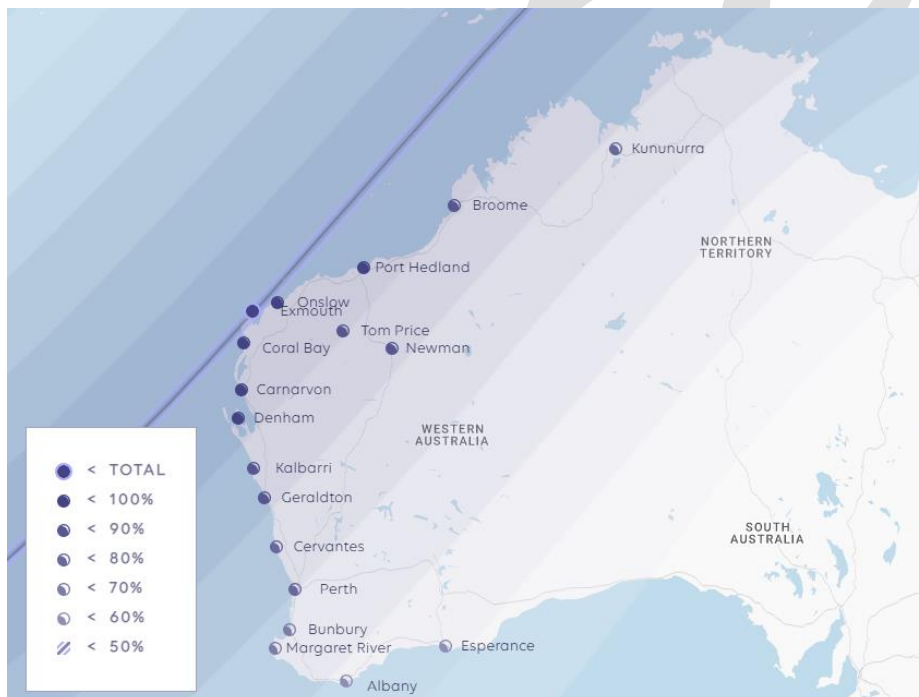 Kununurra
Broome
NORTHERN
TERRITORY
Port Hedland
Onslow
Exmouth
Tom Price
Coral Bay
Newman
Carnarvon
Denham
WESTERN
AUSTRALIA
Kalbarri
Geraldton
SOUTH
AUSTRALIA
Cervantes
Perth
Bunbury
Margaret River
Esperance
Albany
< TOTAL
< 100%
< 90%
< 80%
< 70%
< 60%
< 50%